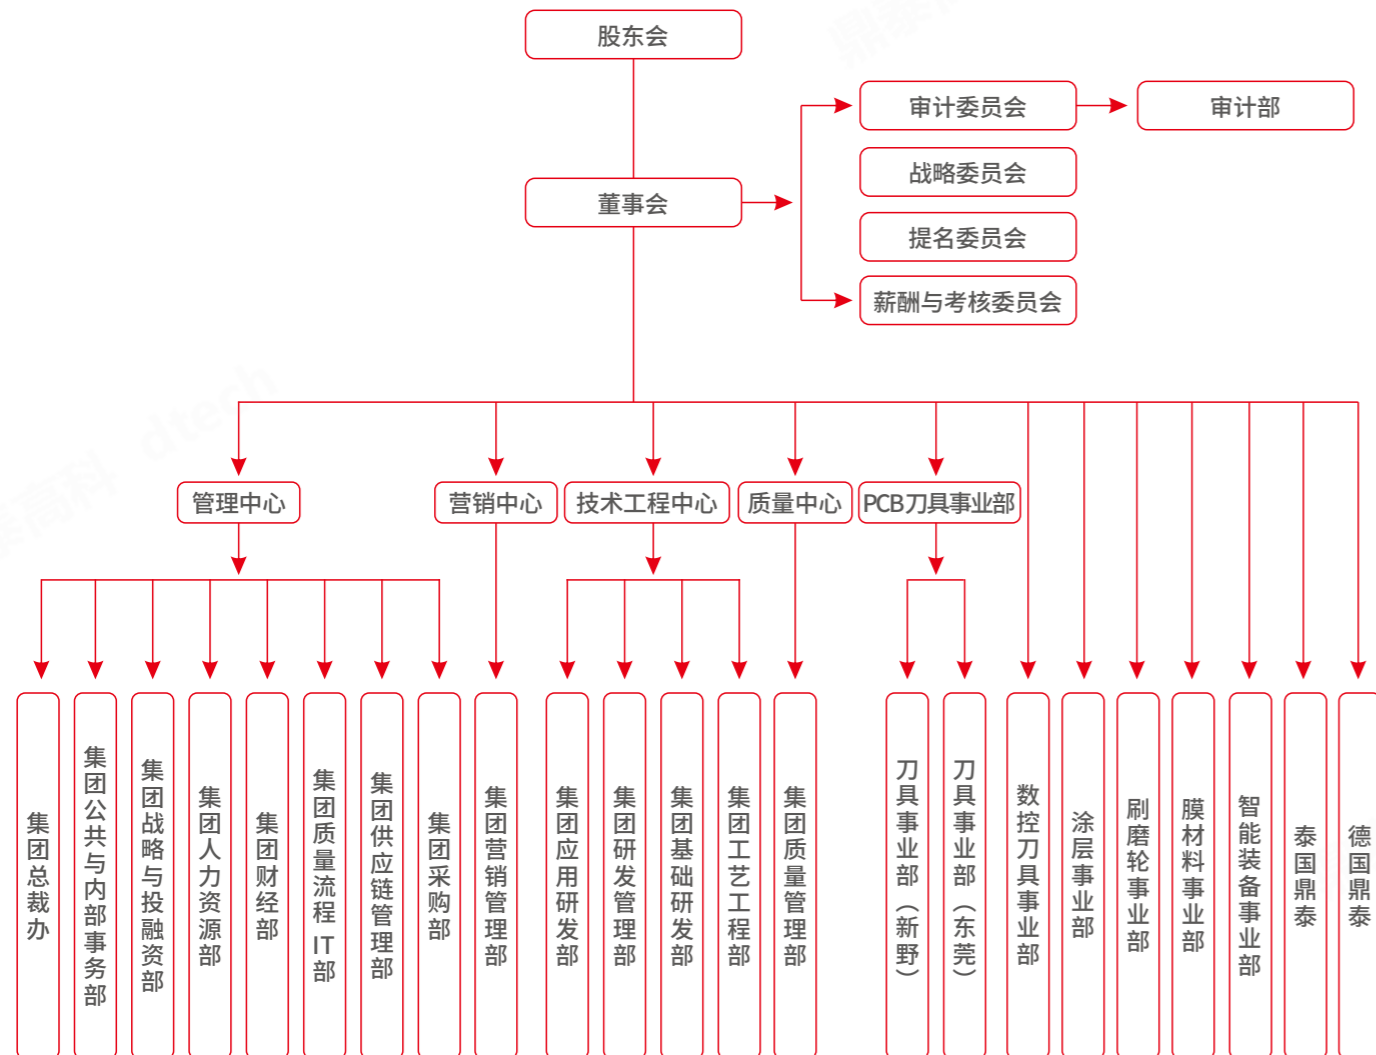 股东会
审计委员会
审计部
战略委员会
董事会
提名委员会
薪酬与考核委员会
管理中心
营销中心
技术工程中心
质量中心
PCB刀具事业部
集团总裁办
集团公共与内部事务部
集团战略与投融资部
集团人力资源部
集团财经部
集团质量流程IT部
集团供应链管理部
集团采购部
集团营销管理部
集团应用研发部
集团研发管理部
集团基础研发部
集团工艺工程部
集团质量管理部
刀具事业部（新野）
刀具事业部（东莞）
数控刀具事业部
涂层事业部
刷磨轮事业部
膜材料事业部
智能装备事业部
泰国鼎泰
德国鼎泰
高科 dtech
鼎泰